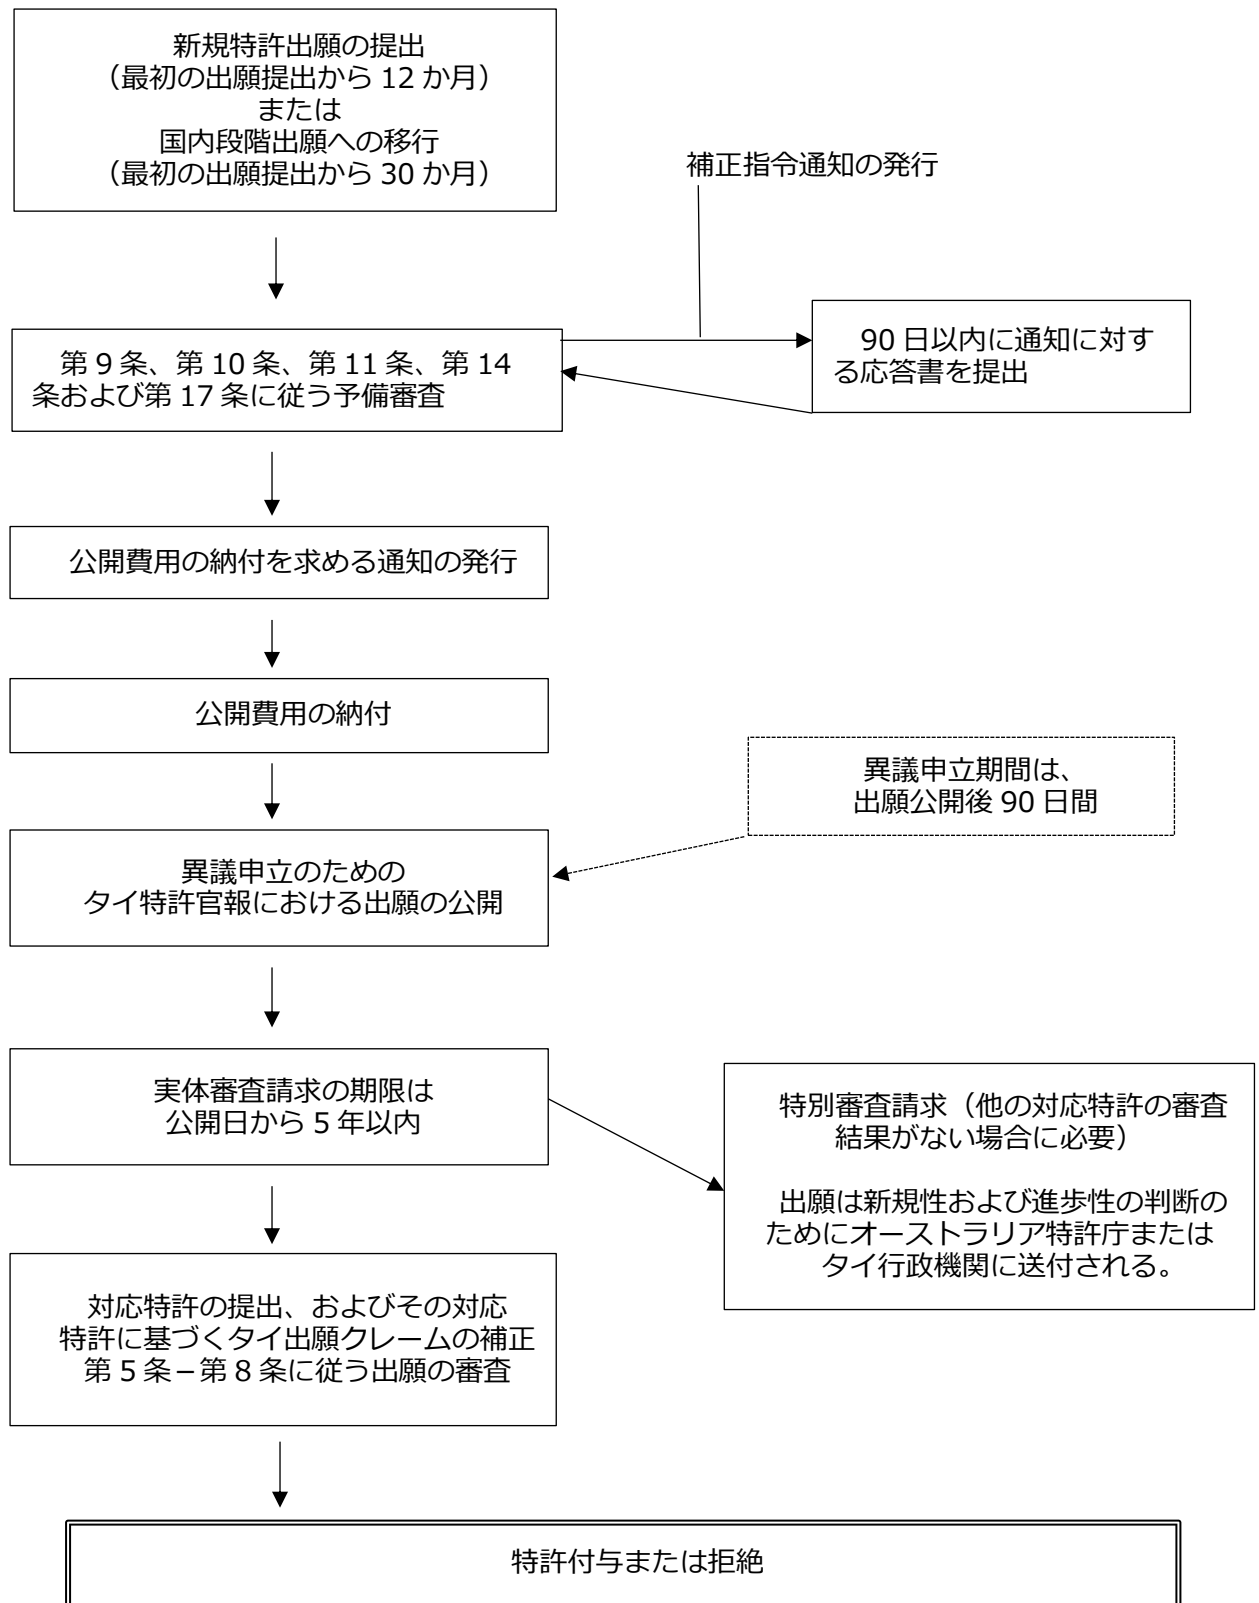 新規特許出願の提出
（最初の出願提出から 12 か月）
または
国内段階出願への移行
（最初の出願提出から 30 か月）
補正指令通知の発行
第 9 条、第 10 条、第 11 条、第 14
条および第 17 条に従う予備審査
90 日以内に通知に対す
る応答書を提出
公開費用の納付を求める通知の発行
公開費用の納付
異議申立期間は、
出願公開後 90 日間
異議申立のための
タイ特許官報における出願の公開
実体審査請求の期限は
公開日から 5 年以内
特別審査請求（他の対応特許の審査
結果がない場合に必要）
出願は新規性および進歩性の判断の
ためにオーストラリア特許庁または
タイ行政機関に送付される。
対応特許の提出、およびその対応
特許に基づくタイ出願クレームの補正
第 5 条－第 8 条に従う出願の審査
特許付与または拒絶